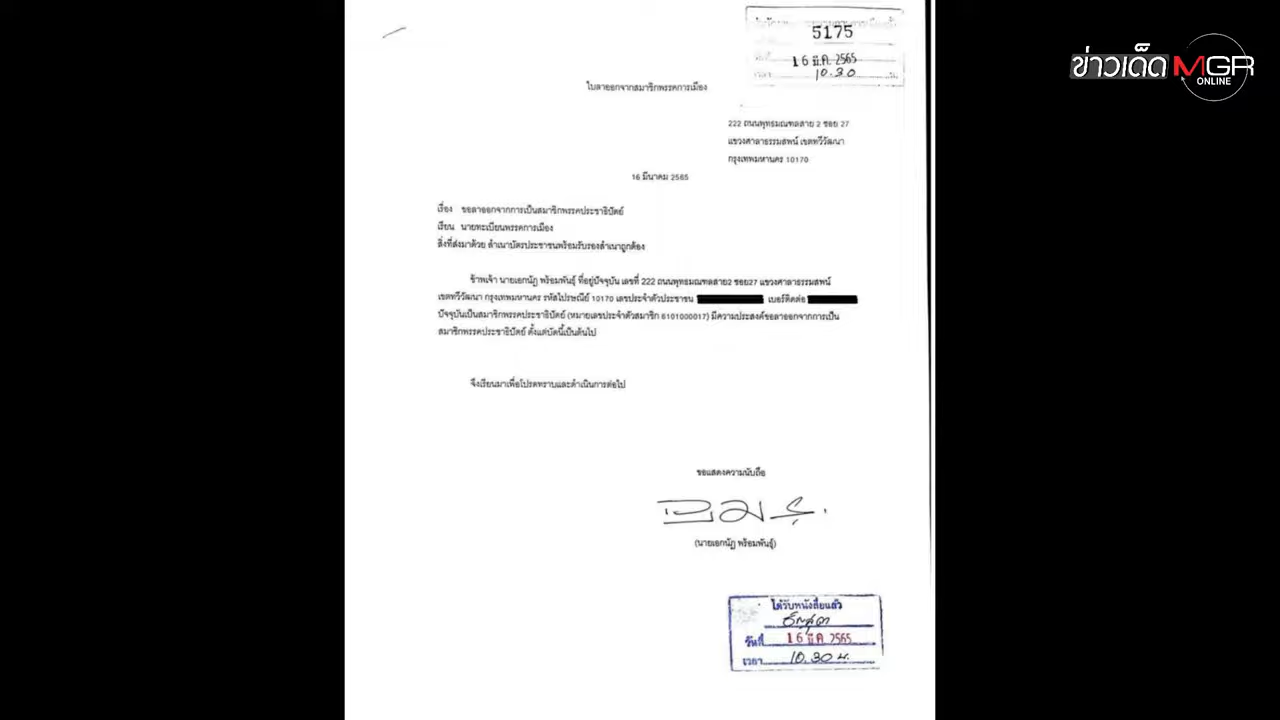 5175
16 มี.ค. 2565
10.30
ข่าวเด็ด MGR ONLINE
ใบลาออกจากสมาชิกพรรคการเมือง
222 ถนนพุทธมณฑลสาย 2 ซอย 27
แขวงศาลาธรรมสพน์ เขตทวีวัฒนา
กรุงเทพมหานคร 10170
16 มีนาคม 2565
เรื่อง ขอลาออกจากการเป็นสมาชิกพรรคประชาธิปัตย์
เรียน นายทะเบียนพรรคการเมือง
สิ่งที่ส่งมาด้วย สำเนาบัตรประชาชนพร้อมรับรองสำเนาถูกต้อง
ข้าพเจ้า นายเอกนัฏ พร้อมพันธุ์ ที่อยู่ปัจจุบัน เลขที่ 222 ถนนพุทธมณฑลสาย2 ซอย27 แขวงศาลาธรรมสพน์
เขตทวีวัฒนา กรุงเทพมหานคร รหัสไปรษณีย์ 10170 เลขประจำตัวประชาชน เบอร์ติดต่อ
ปัจจุบันเป็นสมาชิกพรรคประชาธิปัตย์ (หมายเลขประจำตัวสมาชิก 6101000017) มีความประสงค์ขอลาออกจากการเป็น
สมาชิกพรรคประชาธิปัตย์ ตั้งแต่บัดนี้เป็นต้นไป
จึงเรียนมาเพื่อโปรดทราบและดำเนินการต่อไป
ขอแสดงความนับถือ
(นายเอกนัฏ พร้อมพันธุ์)
ได้รับหนังสือแล้ว
วันที่ 16 มี.ค. 2565
เวลา 10.30 น.